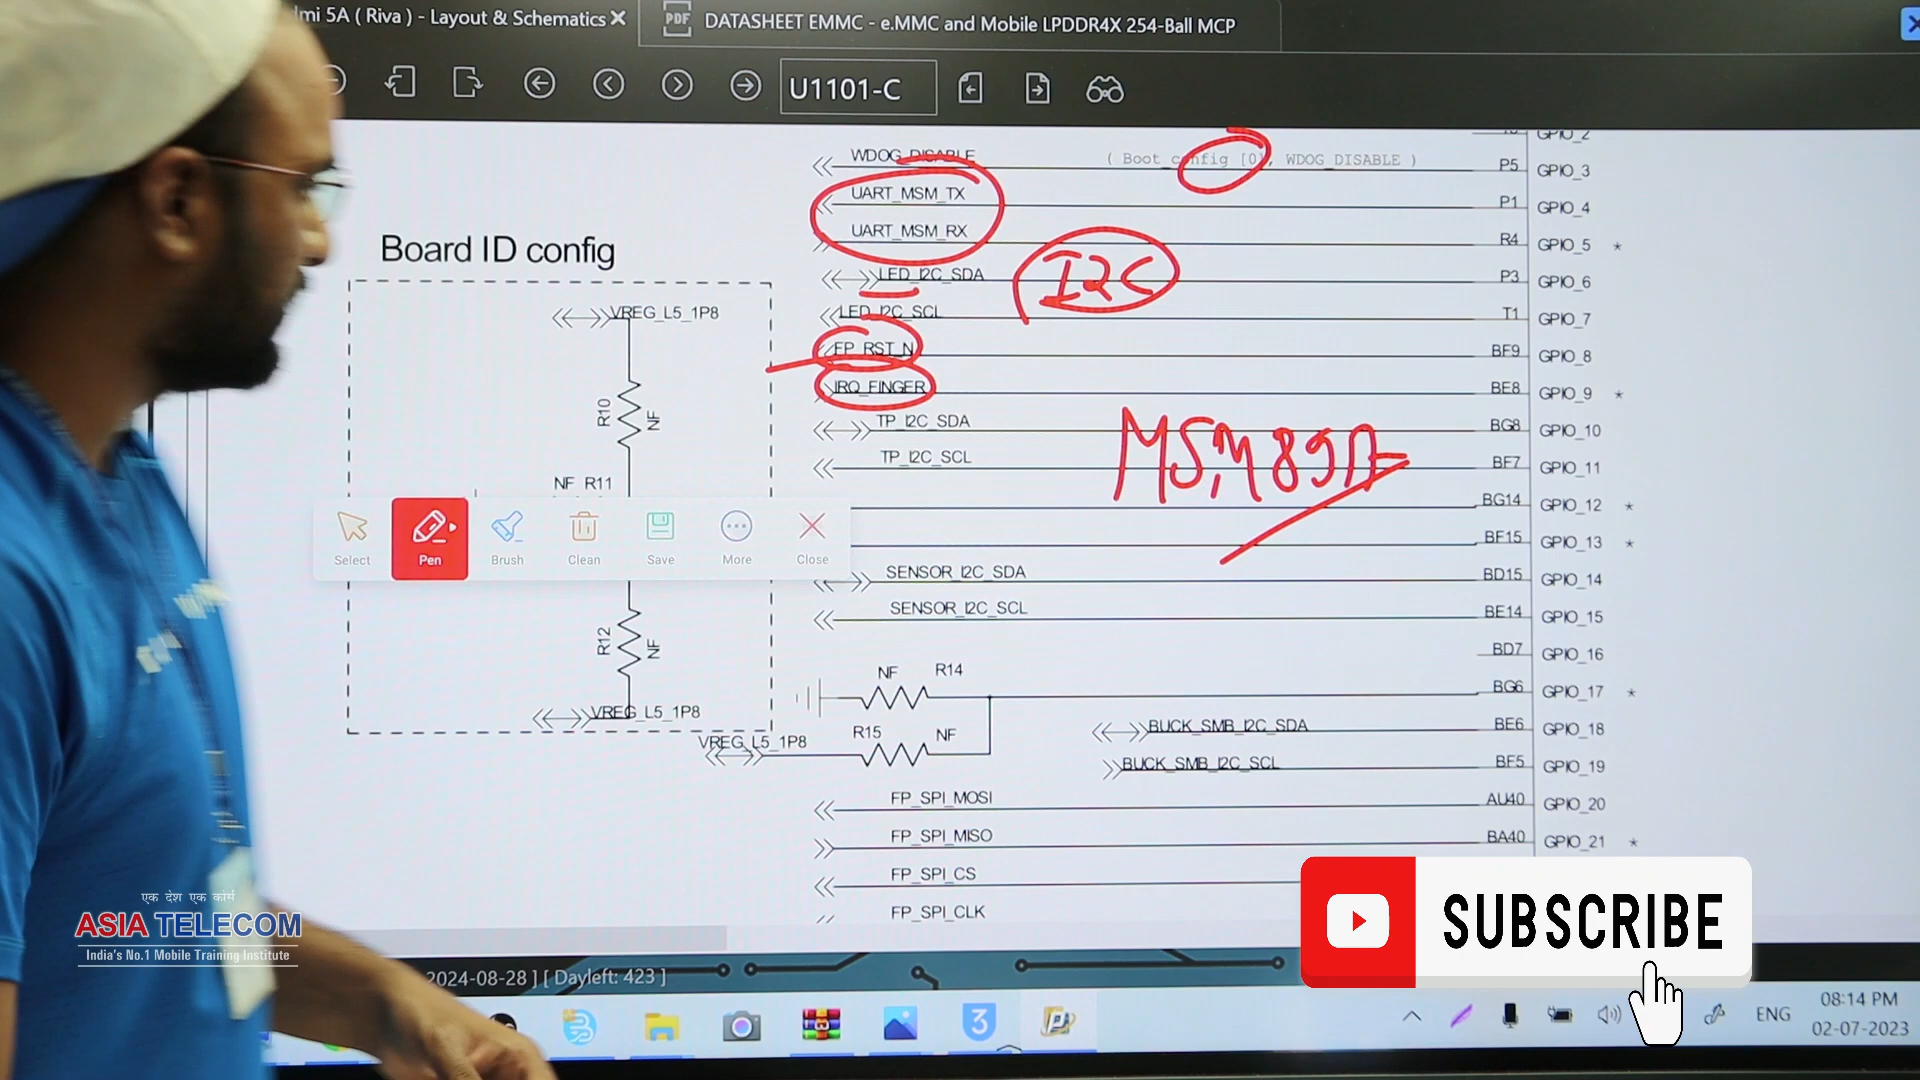 lmi 5A ( Riva ) - Layout & Schematics
PDF DATASHEET EMMC - e.MMC and Mobile LPDDR4X 254-Ball MCP
U1101-C
GPIO_2
WDOG_DISABLE ( Boot_config [0], WDOG_DISABLE ) P5 GPIO_3
UART_MSM_TX P1 GPIO_4
UART_MSM_RX R4 GPIO_5 *
LED_I2C_SDA P3 GPIO_6
I2C
LED_I2C_SCL T1 GPIO_7
FP_RST_N BF9 GPIO_8
IRQ_FINGER BE8 GPIO_9 *
TP_I2C_SDA BG8 GPIO_10
TP_I2C_SCL BF7 GPIO_11
BG14 GPIO_12 *
BF15 GPIO_13 *
SENSOR_I2C_SDA BD15 GPIO_14
SENSOR_I2C_SCL BE14 GPIO_15
BD7 GPIO_16
NF R14 BG6 GPIO_17 *
BUCK_SMB_I2C_SDA BE6 GPIO_18
VREG_L5_1P8 R15 NF
BUCK_SMB_I2C_SCL BF5 GPIO_19
FP_SPI_MOSI AU40 GPIO_20
FP_SPI_MISO BA40 GPIO_21 *
FP_SPI_CS
FP_SPI_CLK
Board ID config
VREG_L5_1P8
R10 NF
NF R11
Select Pen Brush Clean Save More Close
R12 NF
VREG_L5_1P8
एक देश एक कोर्स
ASIA TELECOM
India's No.1 Mobile Training Institute
SUBSCRIBE
2024-08-28 ] [ Dayleft: 423 ]
3
ENG
08:14 PM
02-07-2023